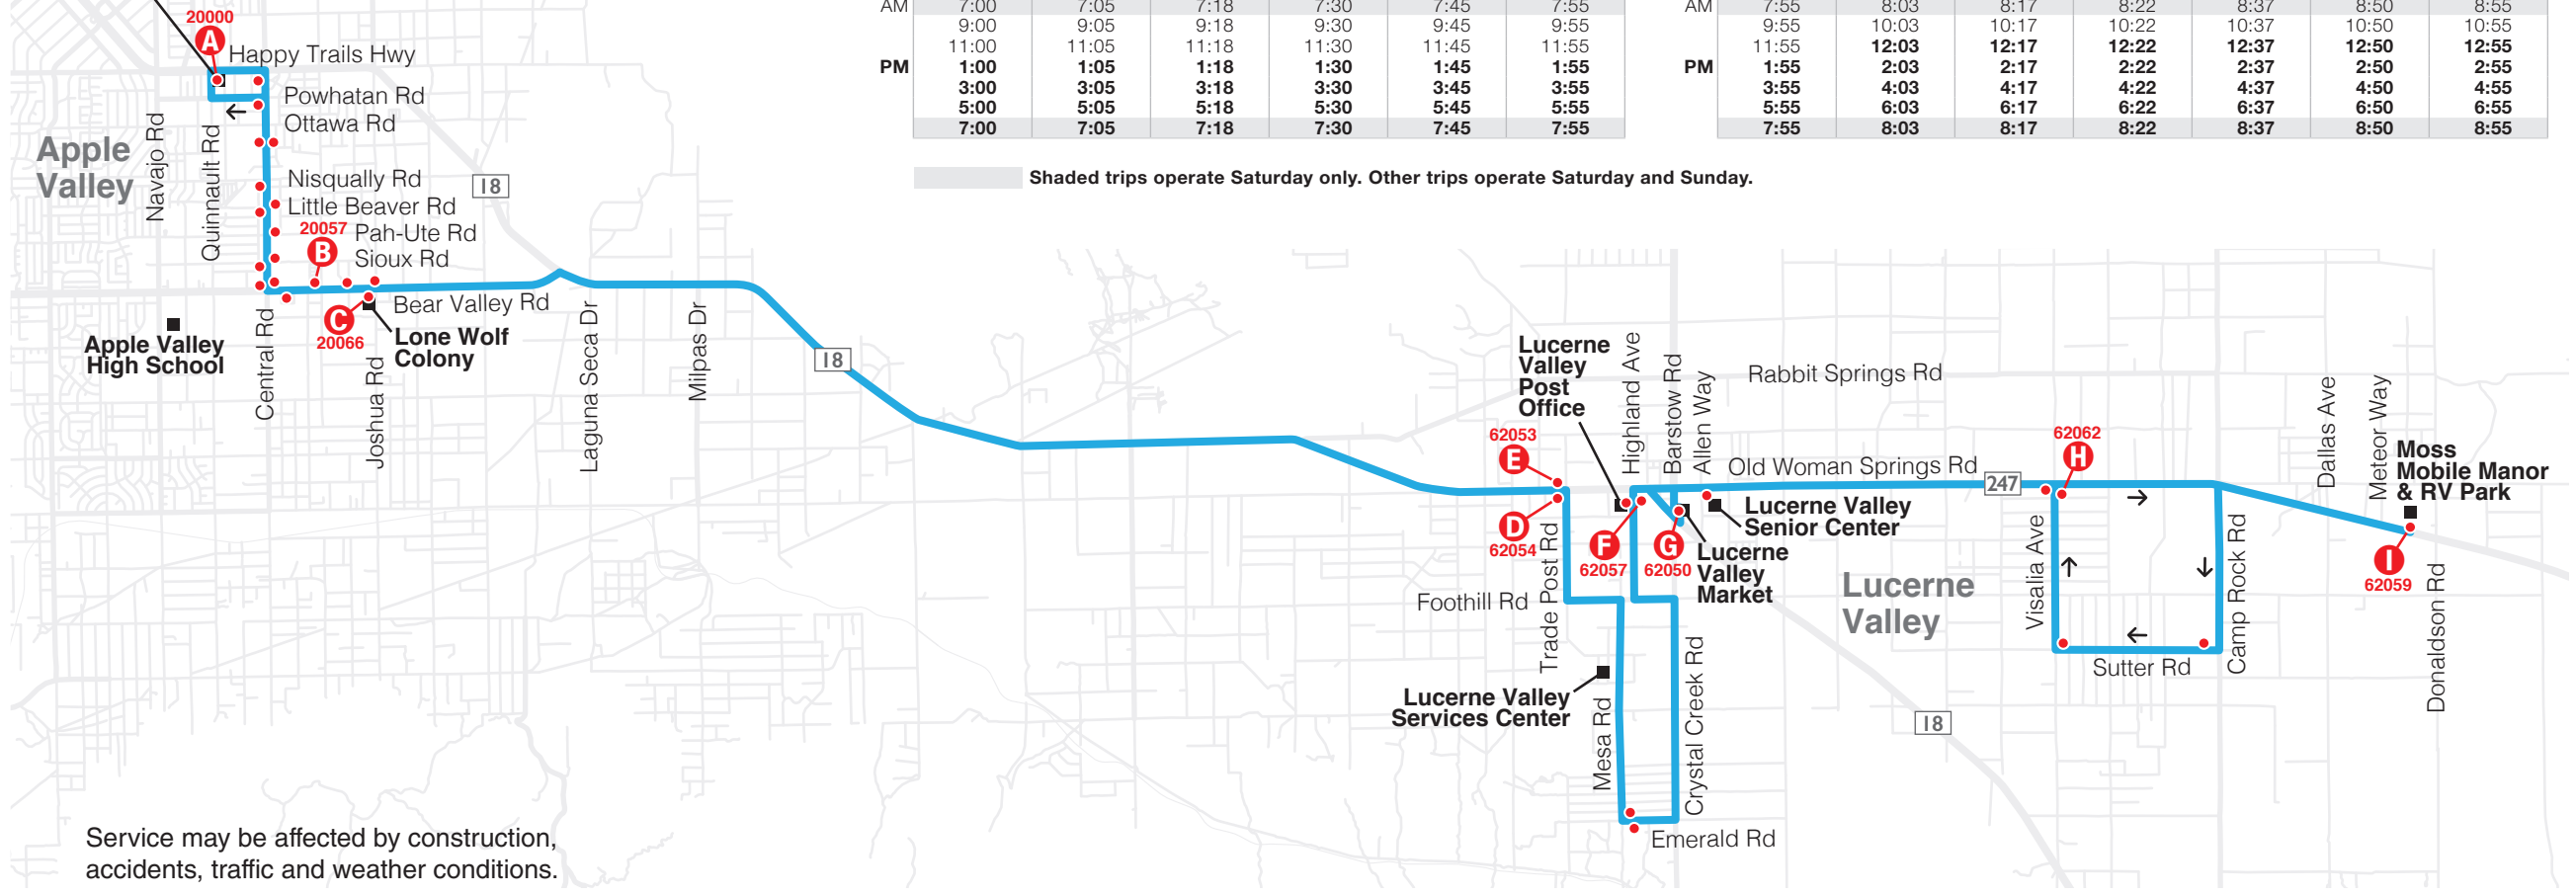 AM 7:00 7:05 7:18 7:30 7:45 7:55
9:00 9:05 9:18 9:30 9:45 9:55
11:00 11:05 11:18 11:30 11:45 11:55
PM 1:00 1:05 1:18 1:30 1:45 1:55
3:00 3:05 3:18 3:30 3:45 3:55
5:00 5:05 5:18 5:30 5:45 5:55
7:00 7:05 7:18 7:30 7:45 7:55
AM 7:55 8:03 8:17 8:22 8:37 8:50 8:55
9:55 10:03 10:17 10:22 10:37 10:50 10:55
11:55 12:03 12:17 12:22 12:37 12:50 12:55
PM 1:55 2:03 2:17 2:22 2:37 2:50 2:55
3:55 4:03 4:17 4:22 4:37 4:50 4:55
5:55 6:03 6:17 6:22 6:37 6:50 6:55
7:55 8:03 8:17 8:22 8:37 8:50 8:55
Shaded trips operate Saturday only. Other trips operate Saturday and Sunday.
20000
A
Happy Trails Hwy
Powhatan Rd
Ottawa Rd
Apple
Valley
Navajo Rd
Quinnault Rd
Nisqually Rd
18
Little Beaver Rd
20057
B
Pah-Ute Rd
Sioux Rd
Bear Valley Rd
C
20066
Lone Wolf
Colony
Apple Valley
High School
Central Rd
Joshua Rd
Laguna Seca Dr
Milpas Dr
18
Lucerne
Valley
Post
Office
Highland Ave
Barstow Rd
Allen Way
Rabbit Springs Rd
62053
E
D
62054
Old Woman Springs Rd
247
62062
H
Dallas Ave
Meteor Way
Moss
Mobile Manor
& RV Park
Lucerne Valley
Senior Center
F
62057
G
62050
Lucerne
Valley
Market
I
62059
Trade Post Rd
Foothill Rd
Lucerne
Valley
Visalia Ave
Camp Rock Rd
Donaldson Rd
Sutter Rd
Lucerne Valley
Services Center
Mesa Rd
Crystal Creek Rd
18
Emerald Rd
Service may be affected by construction,
accidents, traffic and weather conditions.